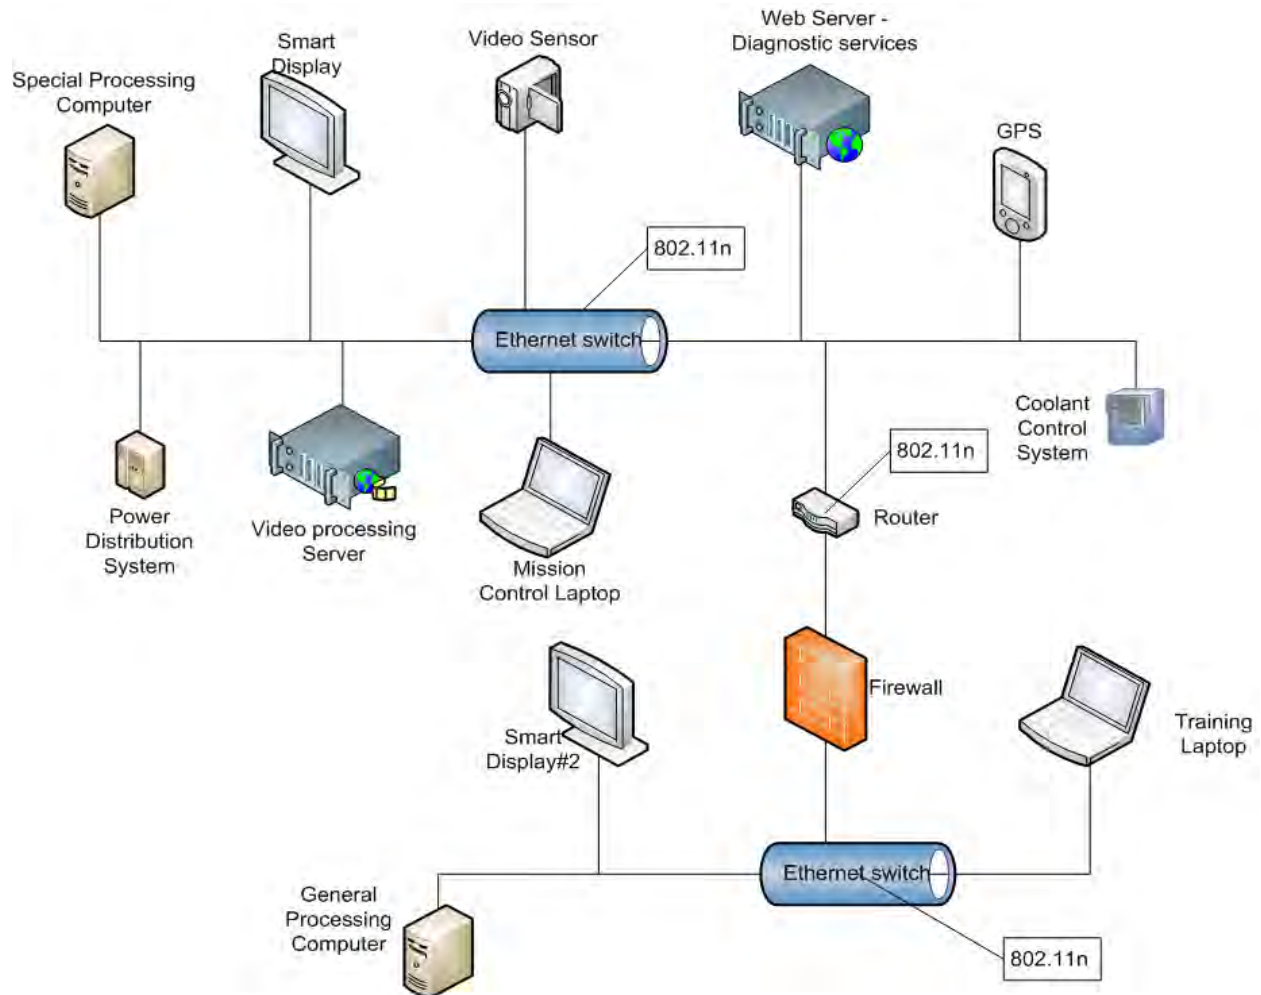 Web Server -
Diagnostic services
Video Sensor
Smart
Display
Special Processing
Computer
GPS
802.11n
Ethernet switch
Coolant
Control
System
802.11n
Power
Distribution
System
Video processing
Server
Router
Mission
Control Laptop
Firewall
Smart
Display#2
Training
Laptop
Ethernet switch
General
Processing
Computer
802.11n